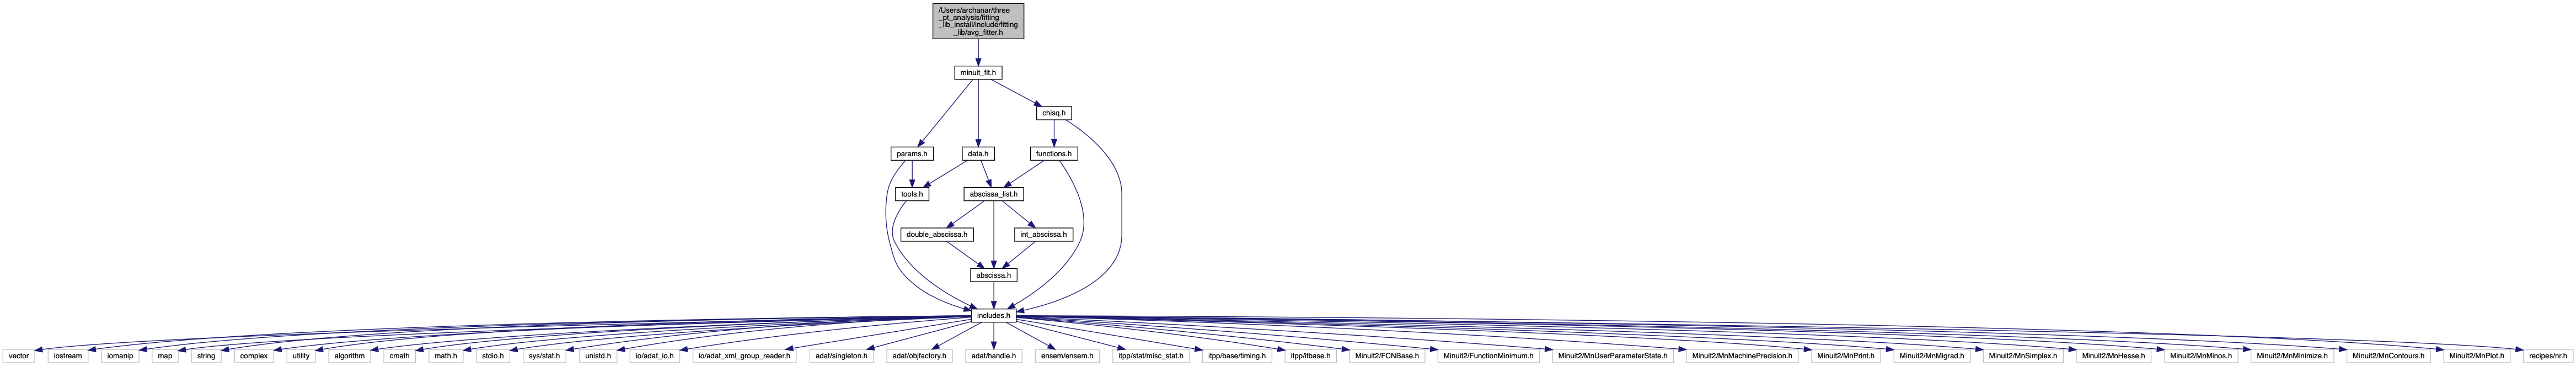 /Users/archanar/three
_pt_analysis/fitting
_lib_install/include/fitting
_lib/avg_fitter.h
minuit_fit.h
chisq.h
params.h
data.h
functions.h
tools.h
abscissa_list.h
double_abscissa.h
int_abscissa.h
abscissa.h
includes.h
vector
iostream
iomanip
map
string
complex
utility
algorithm
cmath
math.h
stdio.h
sys/stat.h
unistd.h
io/adat_io.h
io/adat_xml_group_reader.h
adat/singleton.h
adat/objfactory.h
adat/handle.h
ensem/ensem.h
itpp/stat/misc_stat.h
itpp/base/timing.h
itpp/itbase.h
Minuit2/FCNBase.h
Minuit2/FunctionMinimum.h
Minuit2/MnUserParameterState.h
Minuit2/MnMachinePrecision.h
Minuit2/MnPrint.h
Minuit2/MnMigrad.h
Minuit2/MnSimplex.h
Minuit2/MnHesse.h
Minuit2/MnMinos.h
Minuit2/MnMinimize.h
Minuit2/MnContours.h
Minuit2/MnPlot.h
recipes/nr.h